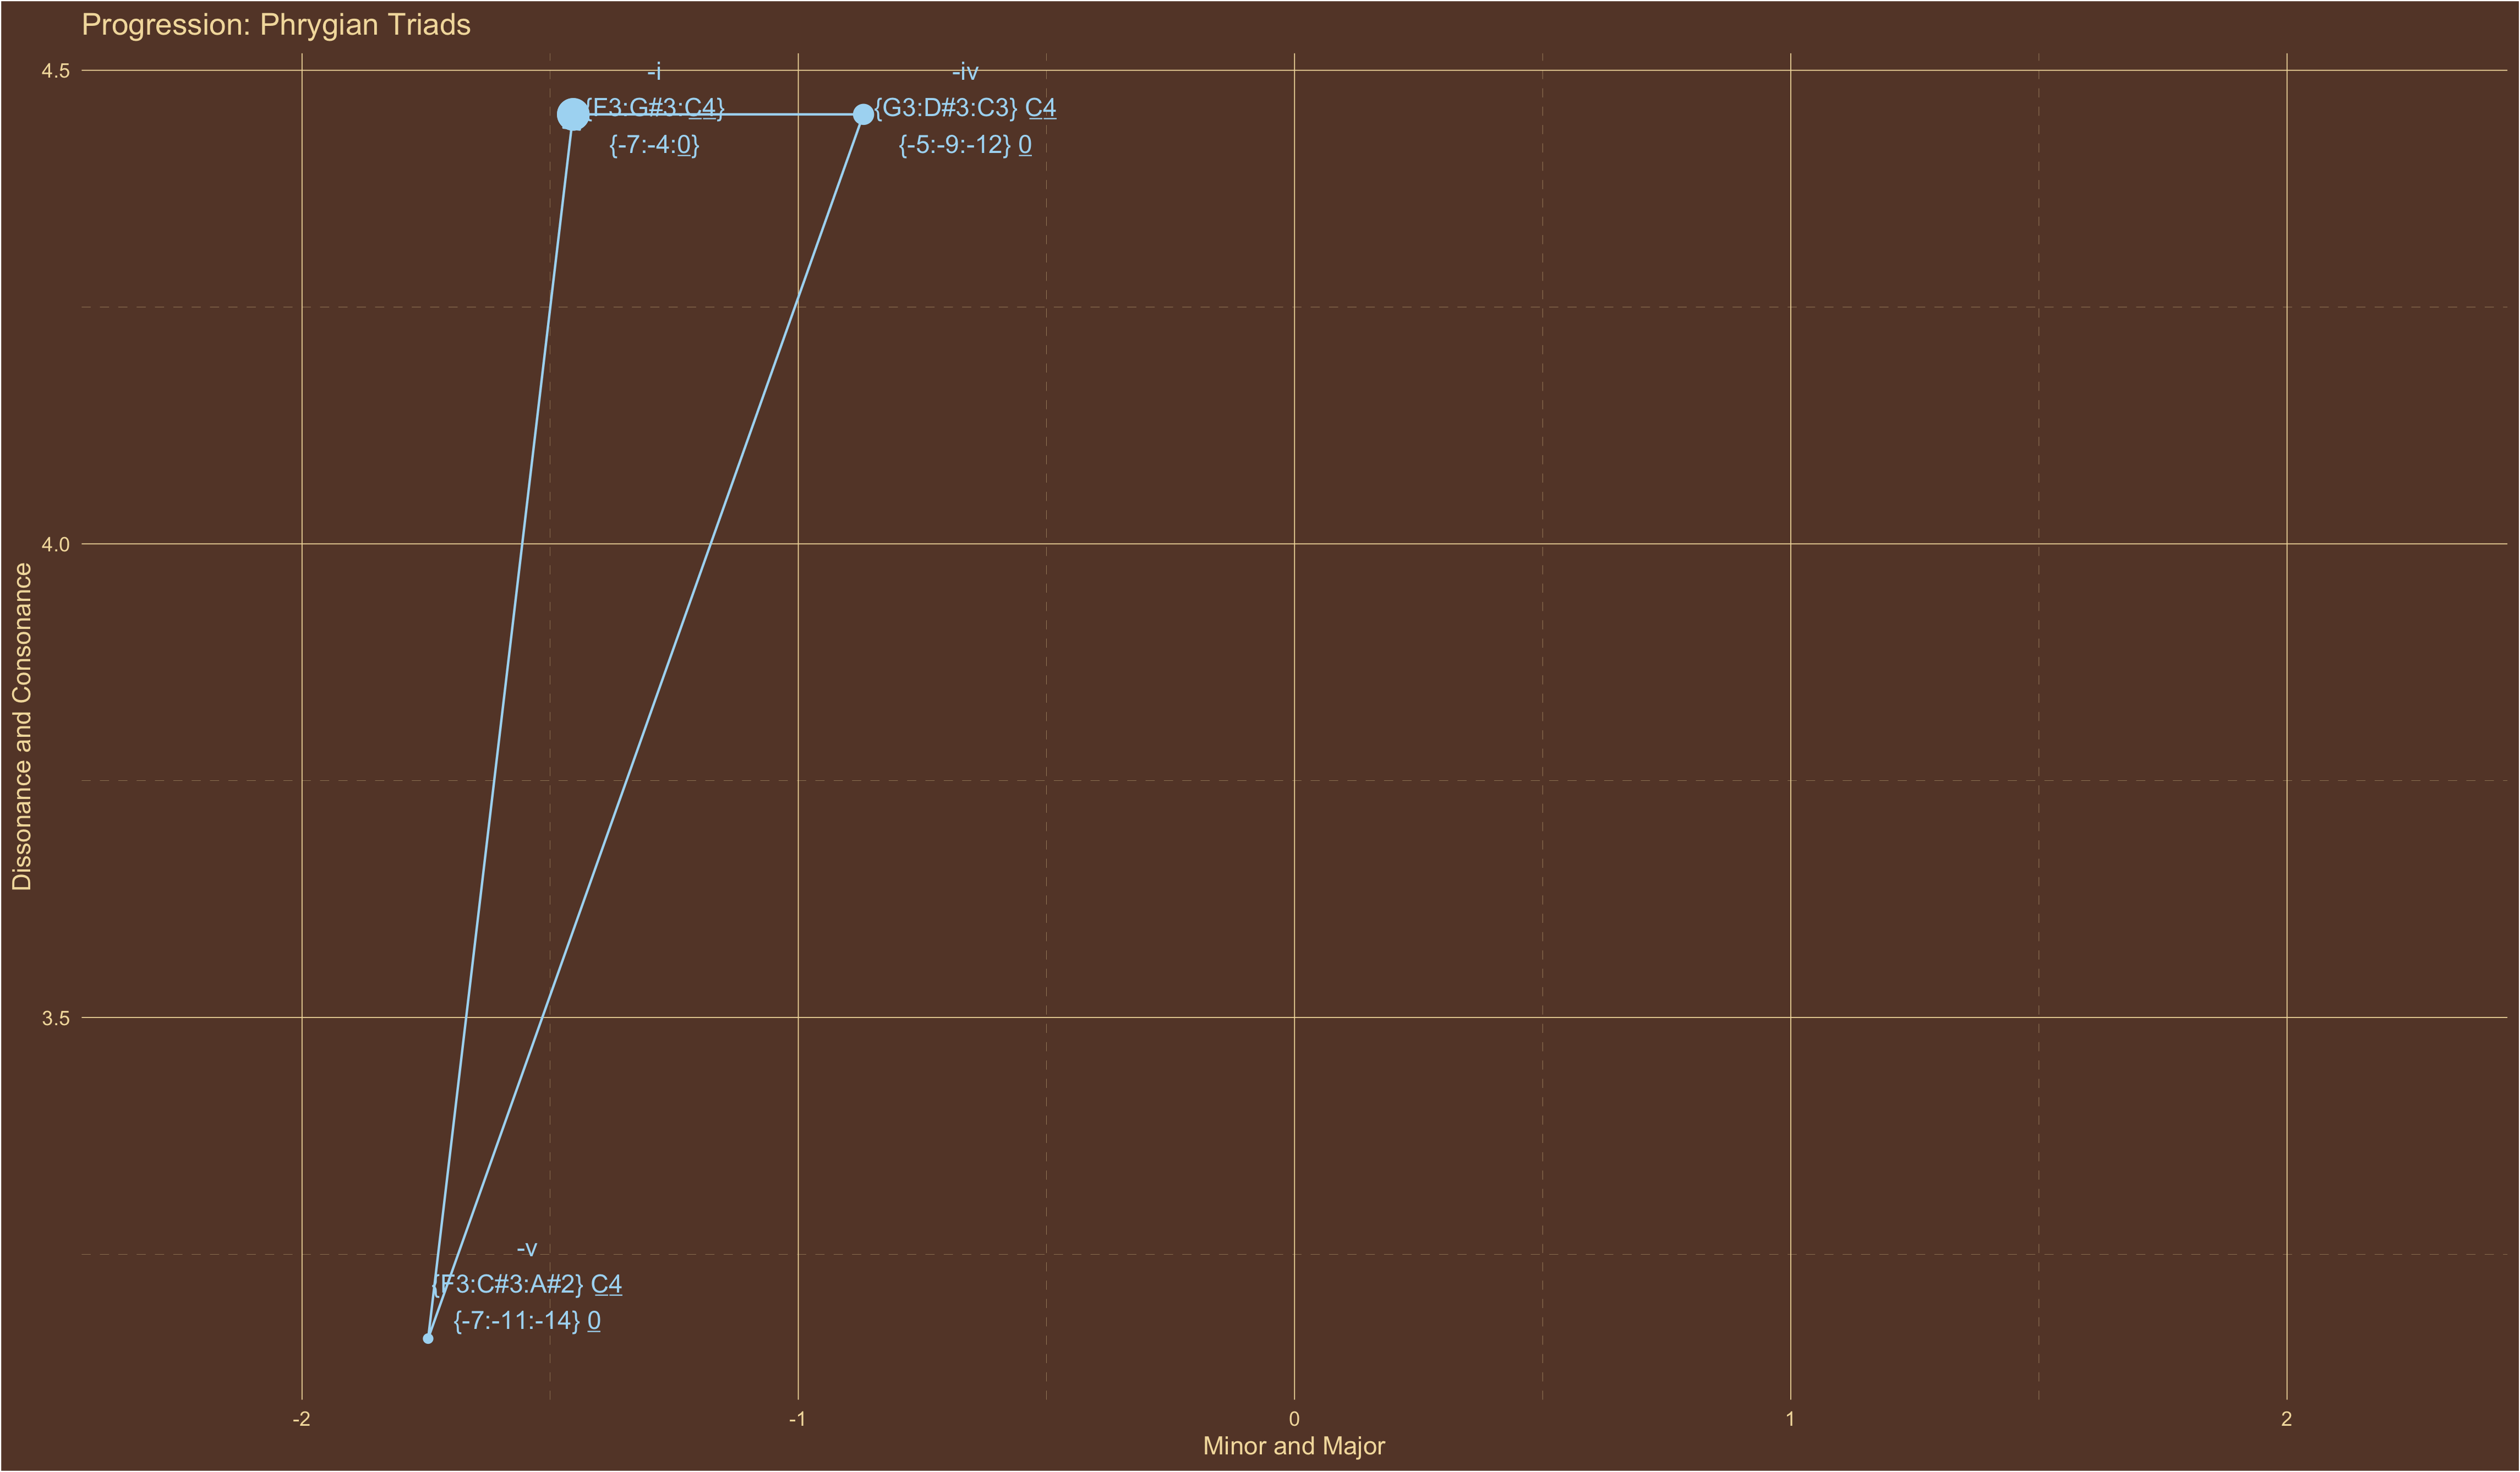 Progression: Phrygian Triads
4.5
4.0
3.5
Dissonance and Consonance
-i
{F3:G#3:C4}
{-7:-4:0}
-iv
{G3:D#3:C3} C4
{-5:-9:-12} 0
-v
{F3:C#3:A#2} C4
{-7:-11:-14} 0
-2
-1
0
1
2
Minor and Major